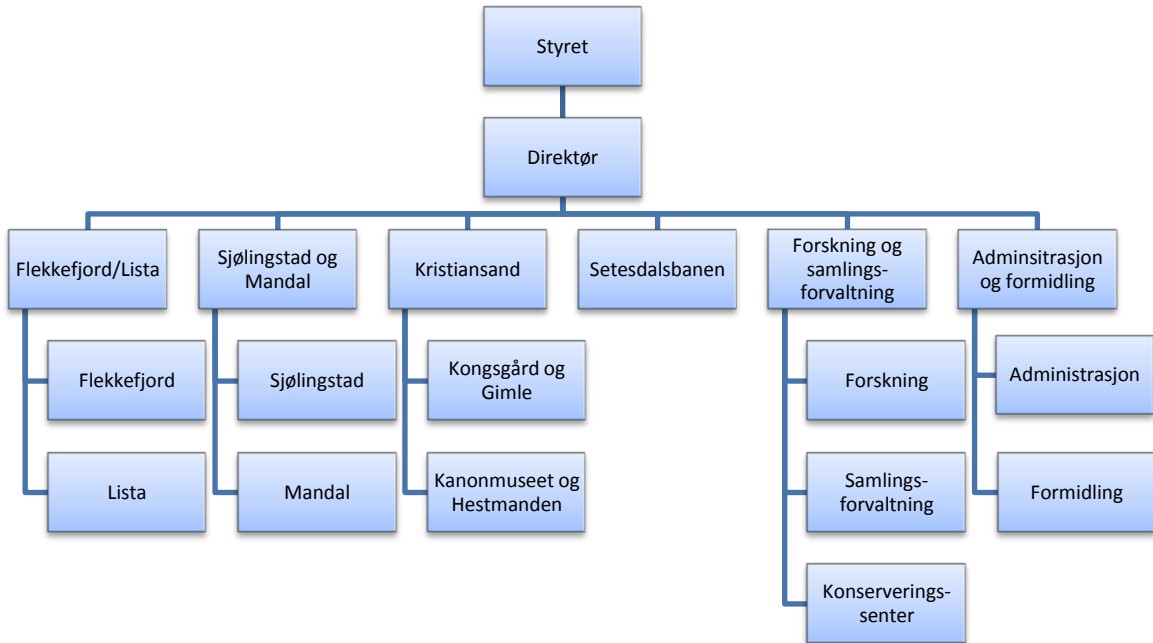 Styret
Direktør
Flekkefjord/Lista
Sjølingstad og
Mandal
Kristiansand
Setesdalsbanen
Forskning og
samlings-
forvaltning
Adminsitrasjon
og formidling
Flekkefjord
Lista
Sjølingstad
Mandal
Kongsgård og
Gimle
Kanonmuseet og
Hestmanden
Forskning
Samlings-
forvaltning
Konserverings-
senter
Administrasjon
Formidling